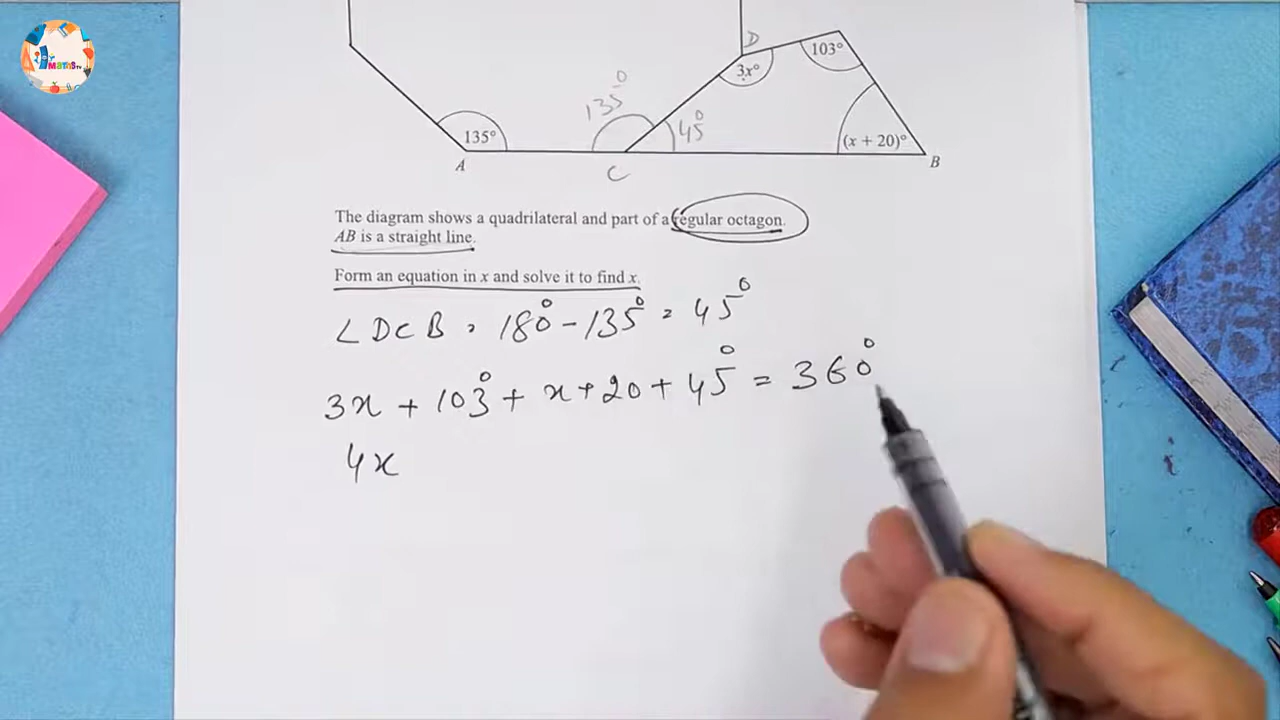 MATHS TV
D
103°
3x°
135°
45°
135°
(x + 20)°
A
C
B
The diagram shows a quadrilateral and part of a regular octagon.
AB is a straight line.
Form an equation in x and solve it to find x.
∠DCB = 180° - 135° = 45°
3x + 103° + x + 20 + 45° = 360°
4x